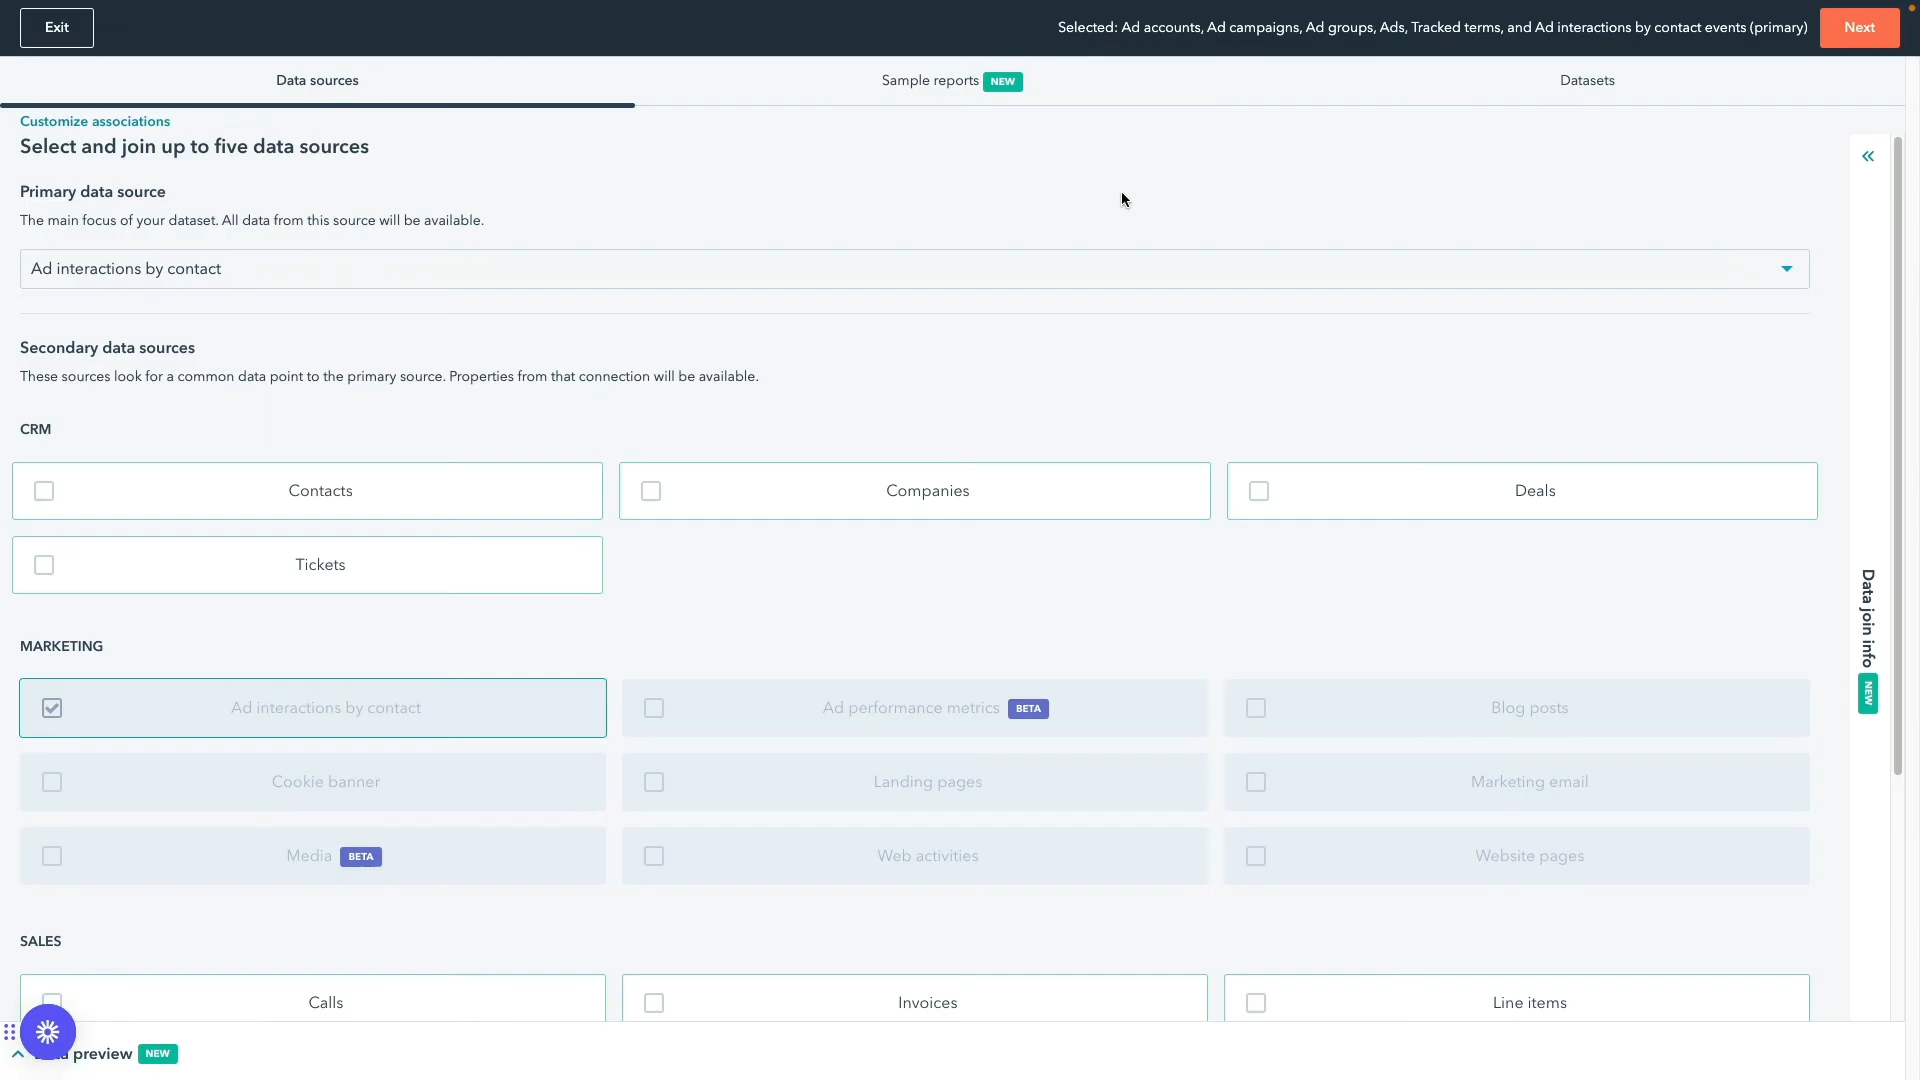 Exit
Selected: Ad accounts, Ad campaigns, Ad groups, Ads, Tracked terms, and Ad interactions by contact events (primary)
Next
Data sources
Sample reports NEW
Datasets
Customize associations
Select and join up to five data sources
Primary data source
The main focus of your dataset. All data from this source will be available.
Ad interactions by contact
Secondary data sources
These sources look for a common data point to the primary source. Properties from that connection will be available.
CRM
Contacts
Companies
Deals
Tickets
MARKETING
Ad interactions by contact
Ad performance metrics BETA
Blog posts
Cookie banner
Landing pages
Marketing email
Media BETA
Web activities
Website pages
Data join info NEW
SALES
Calls
Invoices
Line items
preview NEW